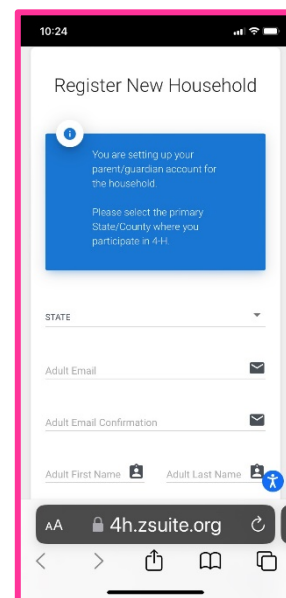 10:24
Register New Household
You are setting up your
parent/guardian account for
the household.
Please select the primary
State/County where you
participate in 4-H.
STATE
Adult Email
Adult Email Confirmation
Adult First Name Adult Last Name
AA 4h.zsuite.org